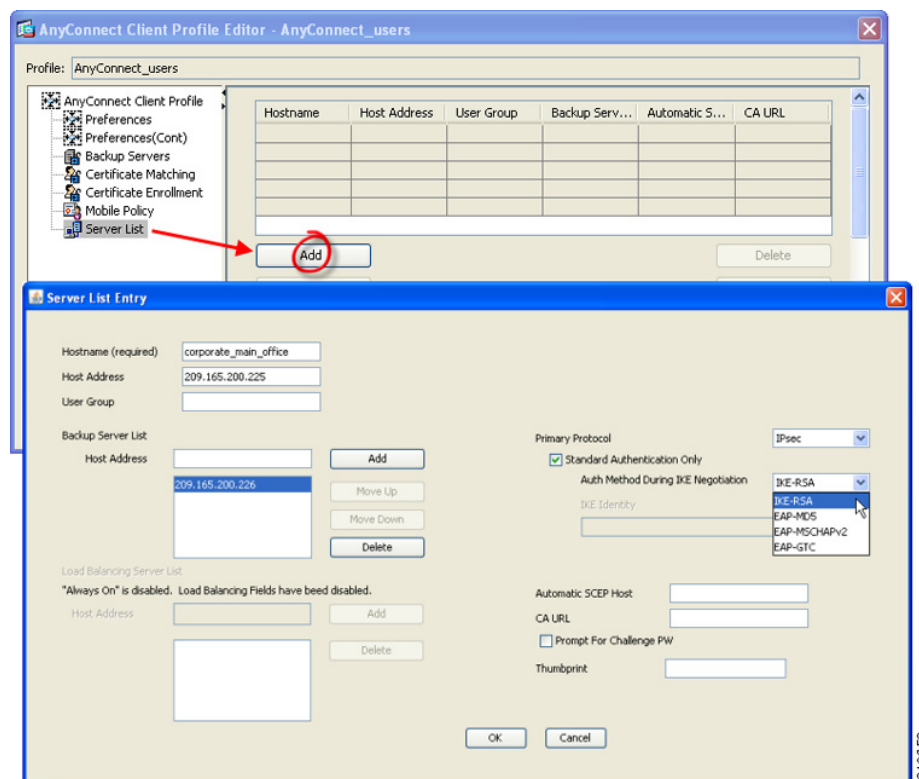 AnyConnect Client Profile Editor - AnyConnect_users
Profile: AnyConnect_users
AnyConnect Client Profile
Preferences
Preferences(Cont)
Backup Servers
Certificate Matching
Certificate Enrollment
Mobile Policy
Server List
Hostname Host Address User Group Backup Serv... Automatic S... CA URL
Add Delete
Server List Entry
Hostname (required) corporate_main_office
Host Address 209.165.200.225
User Group
Backup Server List
Host Address Add
209.165.200.226
Move Up
Move Down
Delete
Load Balancing Server List
"Always On" is disabled. Load Balancing Fields have beed disabled.
Host Address Add
Delete
Primary Protocol IPsec
Standard Authentication Only
Auth Method During IKE Negotiation IKE-RSA
IKE-RSA
EAP-MD5
EAP-MSCHAPv2
EAP-GTC
IKE Identity
Automatic SCEP Host
CA URL
Prompt For Challenge PW
Thumbprint
OK Cancel